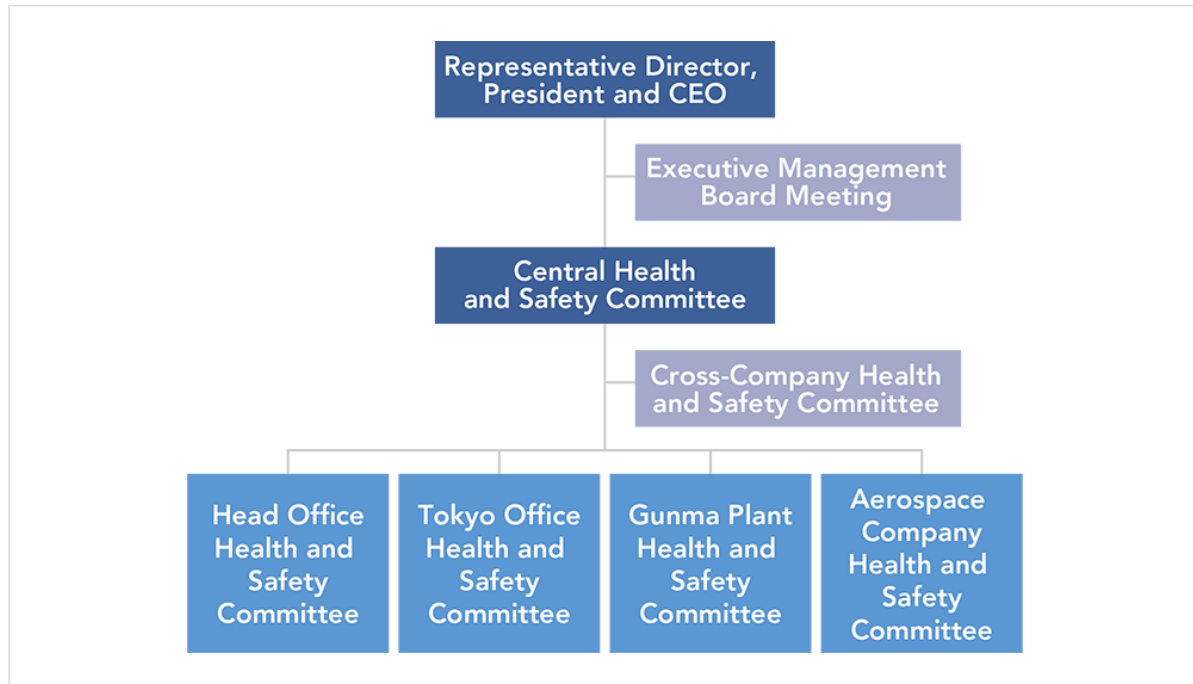 Representative Director,
President and CEO
Executive Management
Board Meeting
Central Health
and Safety Committee
Cross-Company Health
and Safety Committee
Head Office
Health and
Safety
Committee
Tokyo Office
Health and
Safety
Committee
Gunma Plant
Health and
Safety
Committee
Aerospace
Company
Health and
Safety
Committee